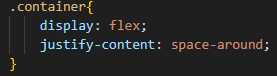 .container{
    display: flex;
    justify-content: space-around;
}